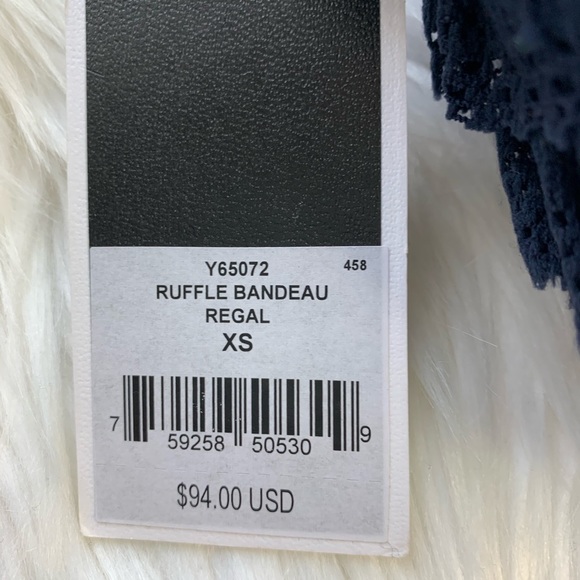 Y65072 458
RUFFLE BANDEAU
REGAL
XS
7 59258 50530 9
$94.00 USD